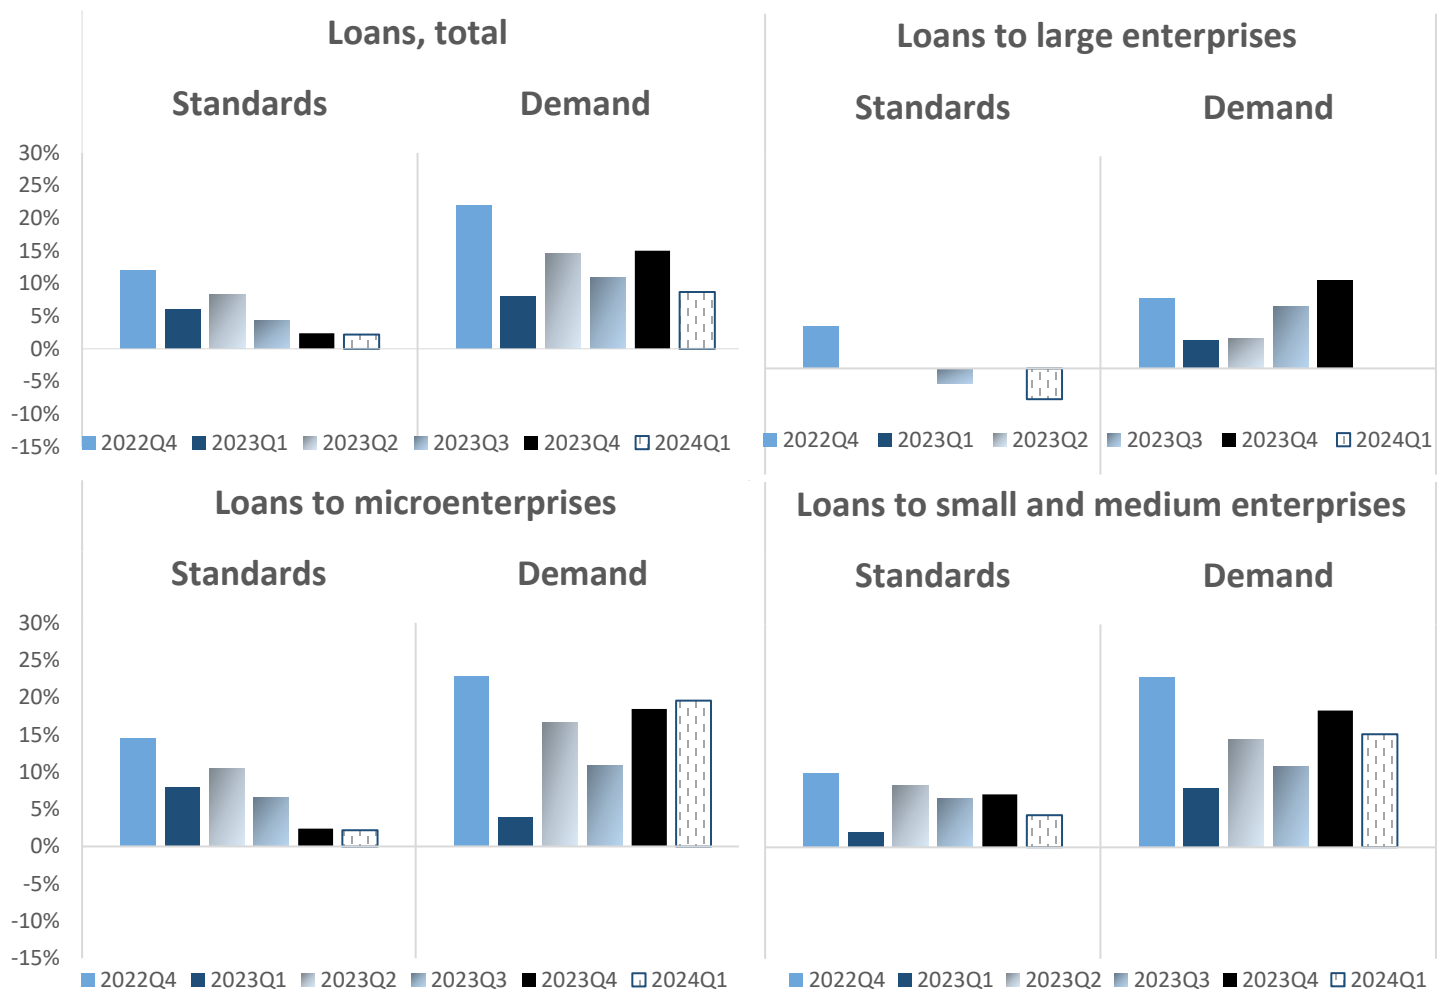 Loans, total
Standards Demand
30%
25%
20%
15%
10%
5%
0%
-5%
-10%
-15%
2022Q4 2023Q1 2023Q2 2023Q3 2023Q4 2024Q1
Loans to large enterprises
Standards Demand
2022Q4 2023Q1 2023Q2 2023Q3 2023Q4 2024Q1
Loans to microenterprises
Standards Demand
30%
25%
20%
15%
10%
5%
0%
-5%
-10%
-15%
2022Q4 2023Q1 2023Q2 2023Q3 2023Q4 2024Q1
Loans to small and medium enterprises
Standards Demand
2022Q4 2023Q1 2023Q2 2023Q3 2023Q4 2024Q1